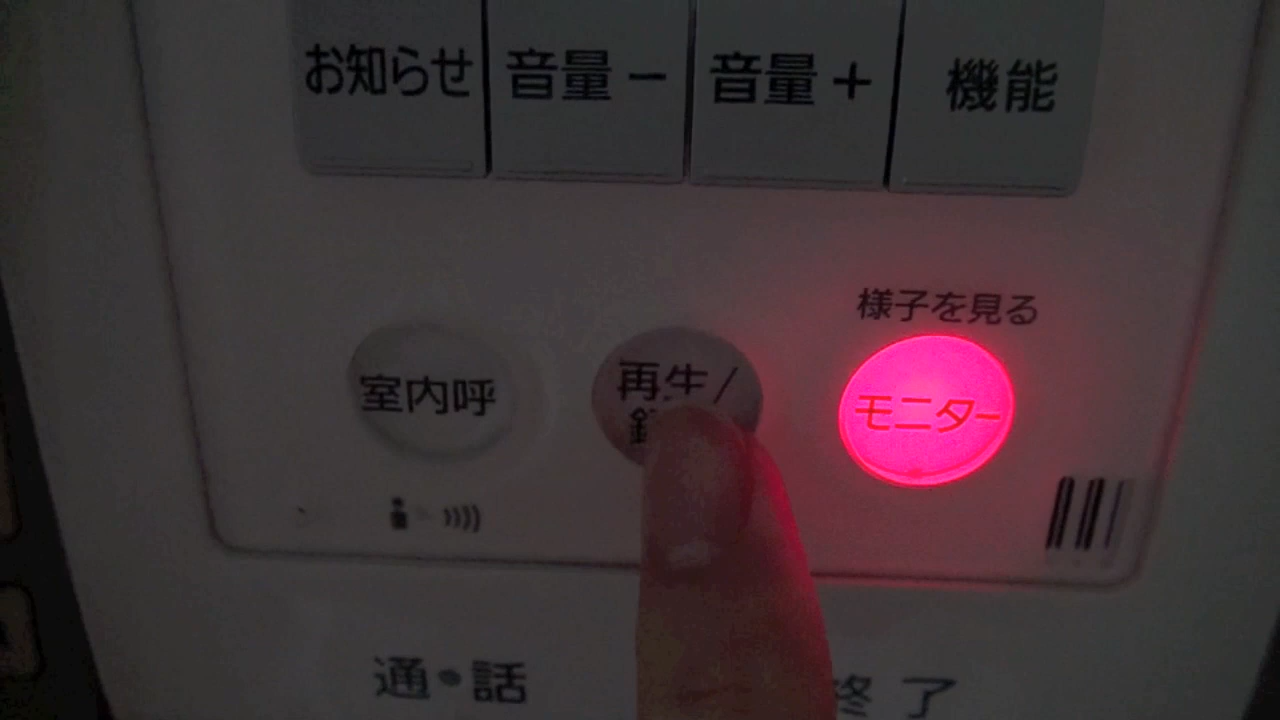 お知らせ
音量－
音量＋
機能
様子を見る
室内呼
再生/
モニター
通・話
終了